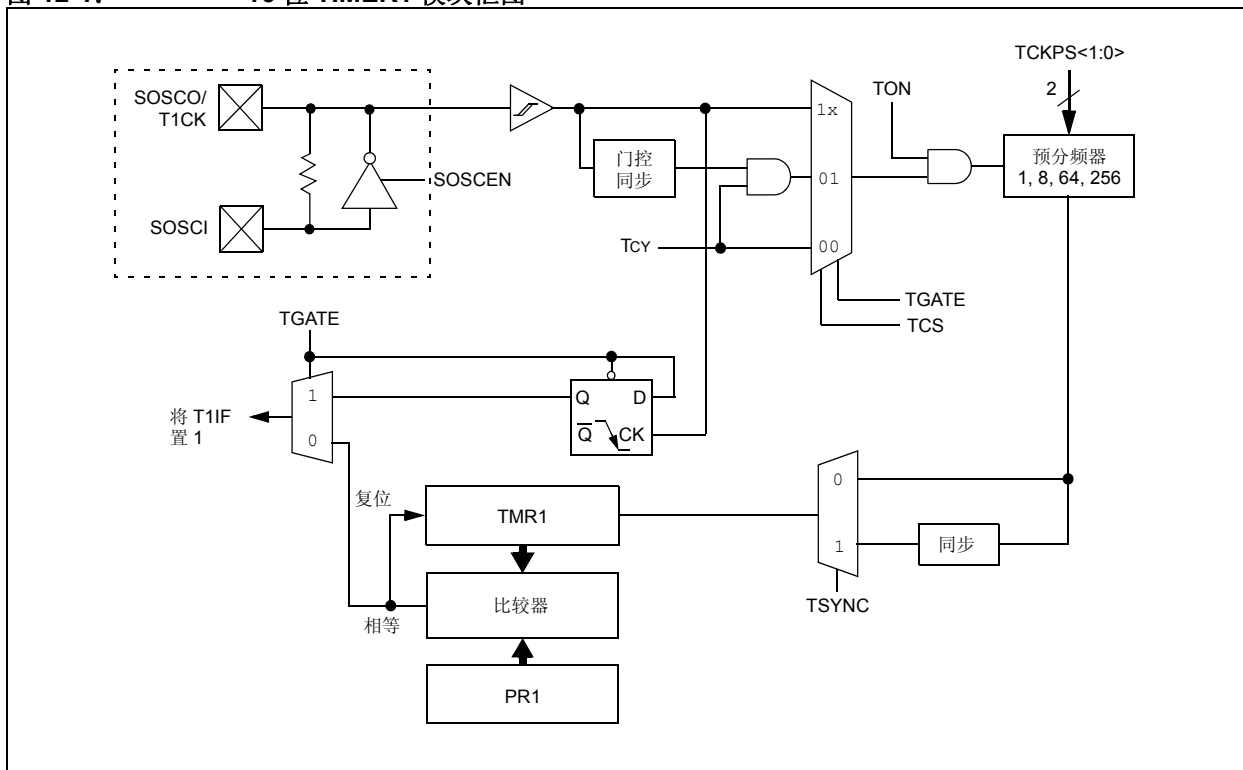 SOSCO/
T1CK
SOSCI
SOSCEN
门控
同步
TCY
1x
01
00
TON
TCKPS<1:0>
2
预分频器
1, 8, 64, 256
TGATE
TCS
TGATE
1
0
将 T1IF
置 1
Q
D
Q
CK
复位
TMR1
相等
比较器
PR1
0
1
同步
TSYNC